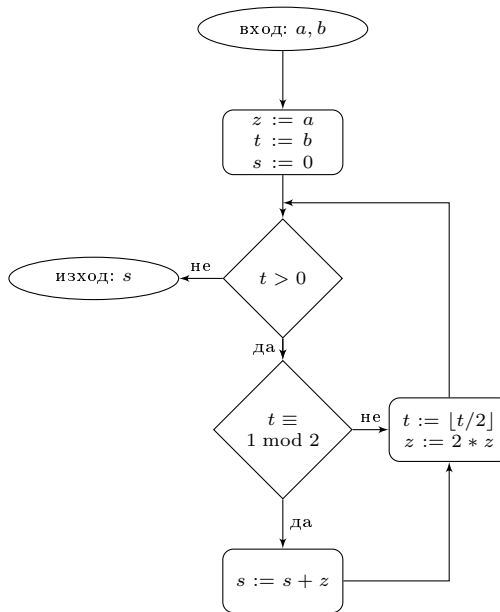 вход: a, b
z := a
t := b
s := 0
не
изход: s
t > 0
да
t ≡
1 mod 2
не
t := ⌊t/2⌋
z := 2 * z
да
s := s + z